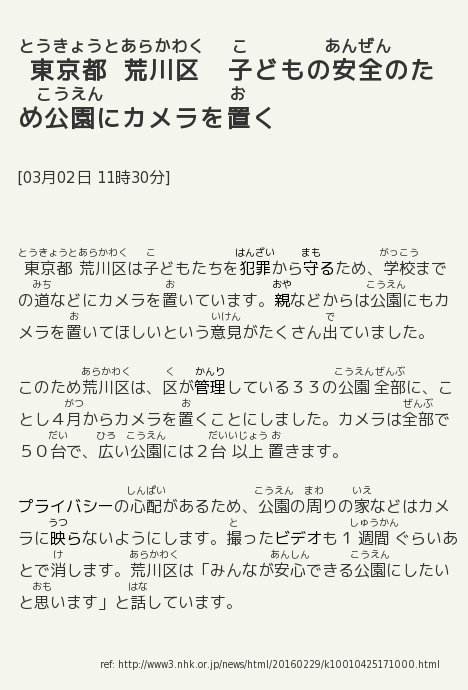 とうきょうとあらかわく こ あんぜん
東京都 荒川区 子どもの安全のた
こうえん お
め公園にカメラを置く
[03月02日 11時30分]
とうきょうとあらかわく こ はんざい まも がっこう
東京都 荒川区は子どもたちを犯罪から守るため、学校まで
みち お おや こうえん
の道などにカメラを置いています。親などからは公園にもカ
お いけん で
メラを置いてほしいという意見がたくさん出ていました。
あらかわく く かんり こうえんぜんぶ
このため荒川区は、区が管理している３３の公園 全部に、こ
がつ お ぜんぶ
とし４月からカメラを置くことにしました。カメラは全部で
だい ひろ こうえん だいいじょう お
５０台で、広い公園には２台 以上 置きます。
しんぱい こうえん まわ いえ
プライバシーの心配があるため、公園の周りの家などはカメ
うつ と しゅうかん
ラに映らないようにします。撮ったビデオも１週間 ぐらいあ
け あらかわく あんしん こうえん
とで消します。荒川区は「みんなが安心できる公園にしたい
おも はな
と思います」と話しています。
ref: http://www3.nhk.or.jp/news/html/20160229/k10010425171000.html